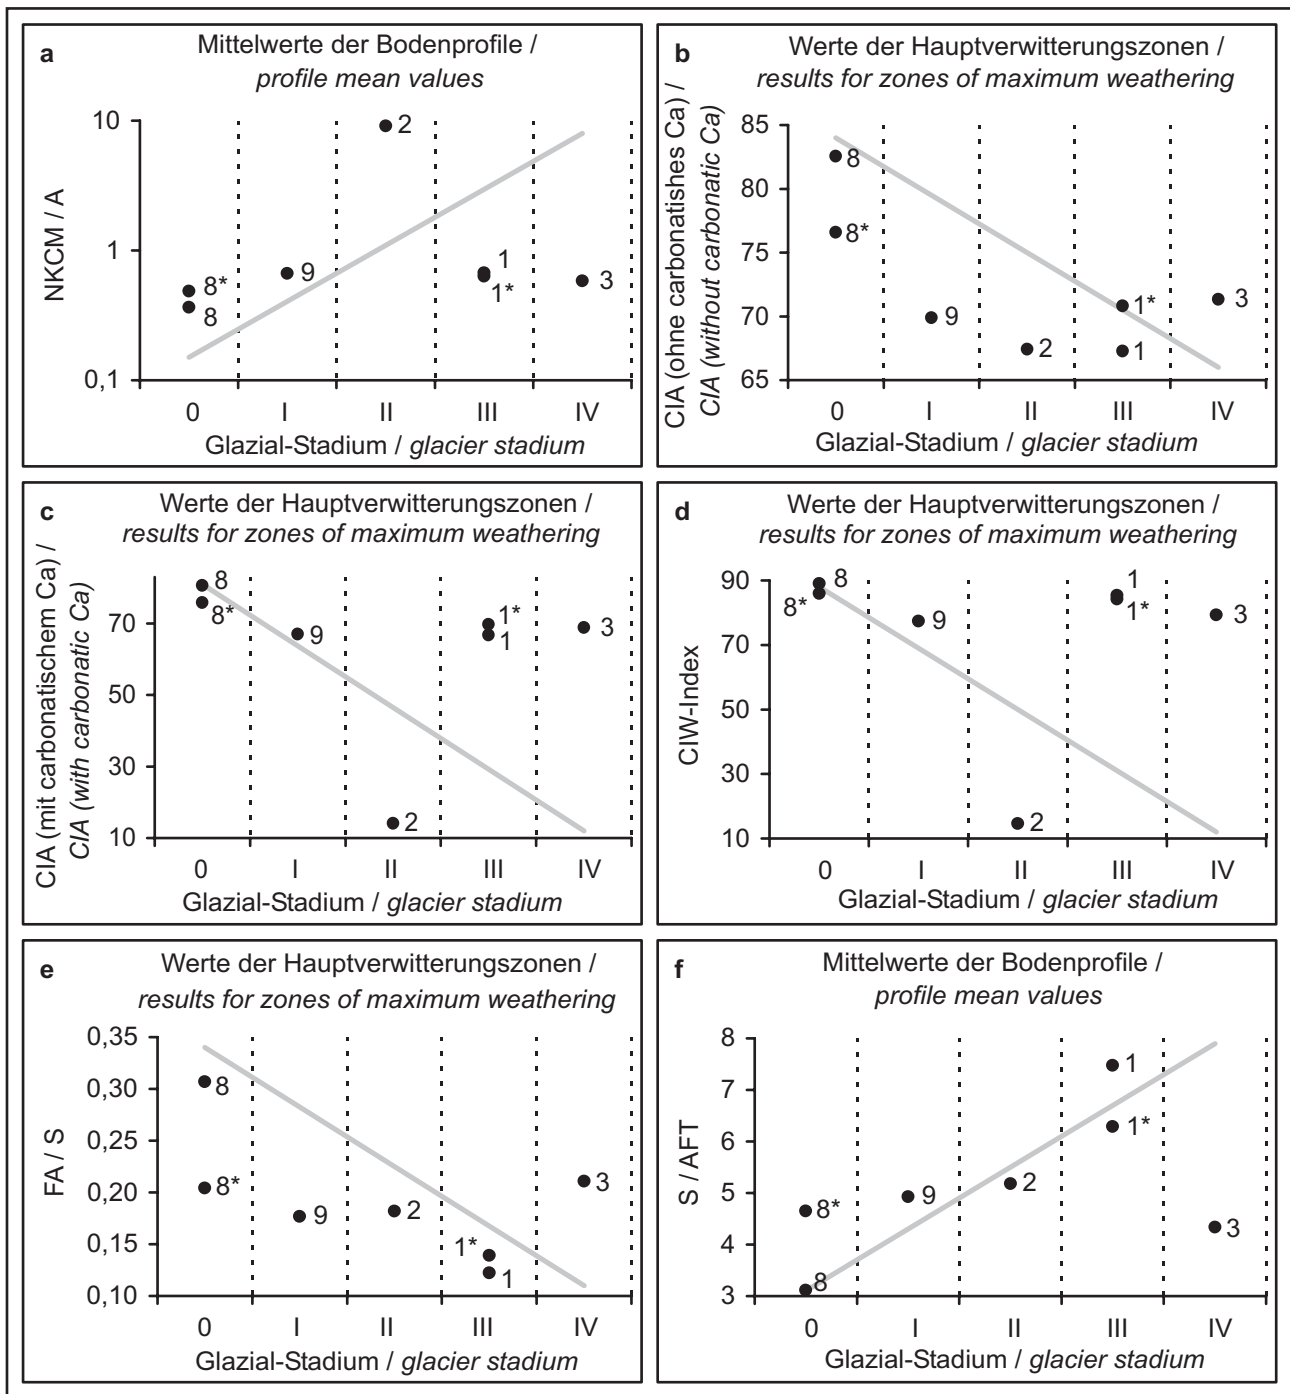 a
Mittelwerte der Bodenprofile /
profile mean values
NKCM / A
10
1
0,1
8*
8
9
2
1
1*
3
0 I II III IV
Glazial-Stadium / glacier stadium
b
Werte der Hauptverwitterungszonen /
results for zones of maximum weathering
CIA (ohne carbonatishes Ca) /
CIA (without carbonatic Ca)
85
80
75
70
65
8
8*
9
2
1*
1
3
0 I II III IV
Glazial-Stadium / glacier stadium
c
Werte der Hauptverwitterungszonen /
results for zones of maximum weathering
CIA (mit carbonatischem Ca) /
CIA (with carbonatic Ca)
70
50
30
10
8
8*
9
2
1*
1
3
0 I II III IV
Glazial-Stadium / glacier stadium
d
Werte der Hauptverwitterungszonen /
results for zones of maximum weathering
CIW-Index
90
70
50
30
10
8
8*
9
2
1
1*
3
0 I II III IV
Glazial-Stadium / glacier stadium
e
Werte der Hauptverwitterungszonen /
results for zones of maximum weathering
FA / S
0,35
0,30
0,25
0,20
0,15
0,10
8
8*
9
2
1*
1
3
0 I II III IV
Glazial-Stadium / glacier stadium
f
Mittelwerte der Bodenprofile /
profile mean values
S / AFT
8
7
6
5
4
3
8*
8
9
2
1
1*
3
0 I II III IV
Glazial-Stadium / glacier stadium